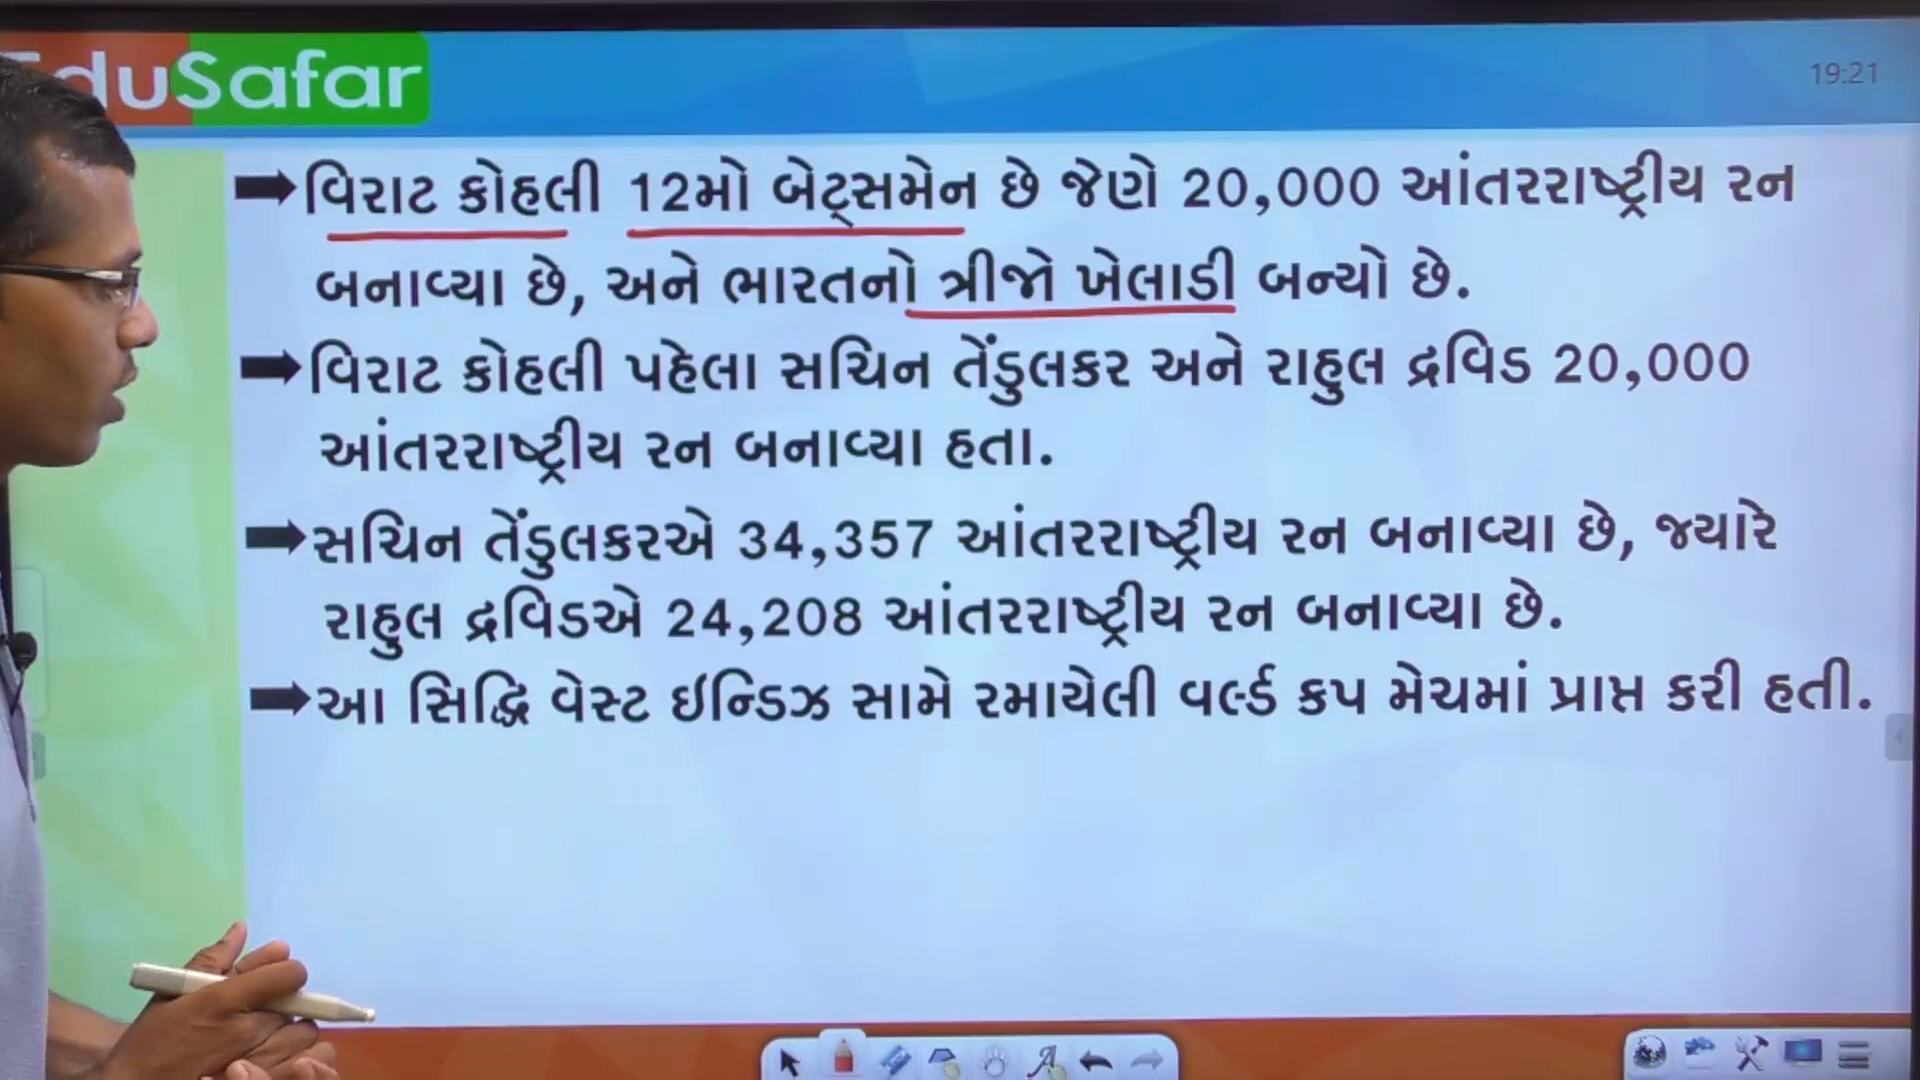 EduSafar
19:21
➡વિરાટ કોહલી 12મો બેટ્સમેન છે જેણે 20,000 આંતરરાષ્ટ્રીય રન
બનાવ્યા છે, અને ભારતનો ત્રીજો ખેલાડી બન્યો છે.
➡વિરાટ કોહલી પહેલા સચિન તેંડુલકર અને રાહુલ દ્રવિડ 20,000
આંતરરાષ્ટ્રીય રન બનાવ્યા હતા.
➡સચિન તેંડુલકરએ 34,357 આંતરરાષ્ટ્રીય રન બનાવ્યા છે, જ્યારે
રાહુલ દ્રવિડએ 24,208 આંતરરાષ્ટ્રીય રન બનાવ્યા છે.
➡આ સિદ્ધિ વેસ્ટ ઇન્ડિઝ સામે રમાયેલી વર્લ્ડ કપ મેચમાં પ્રાપ્ત કરી હતી.